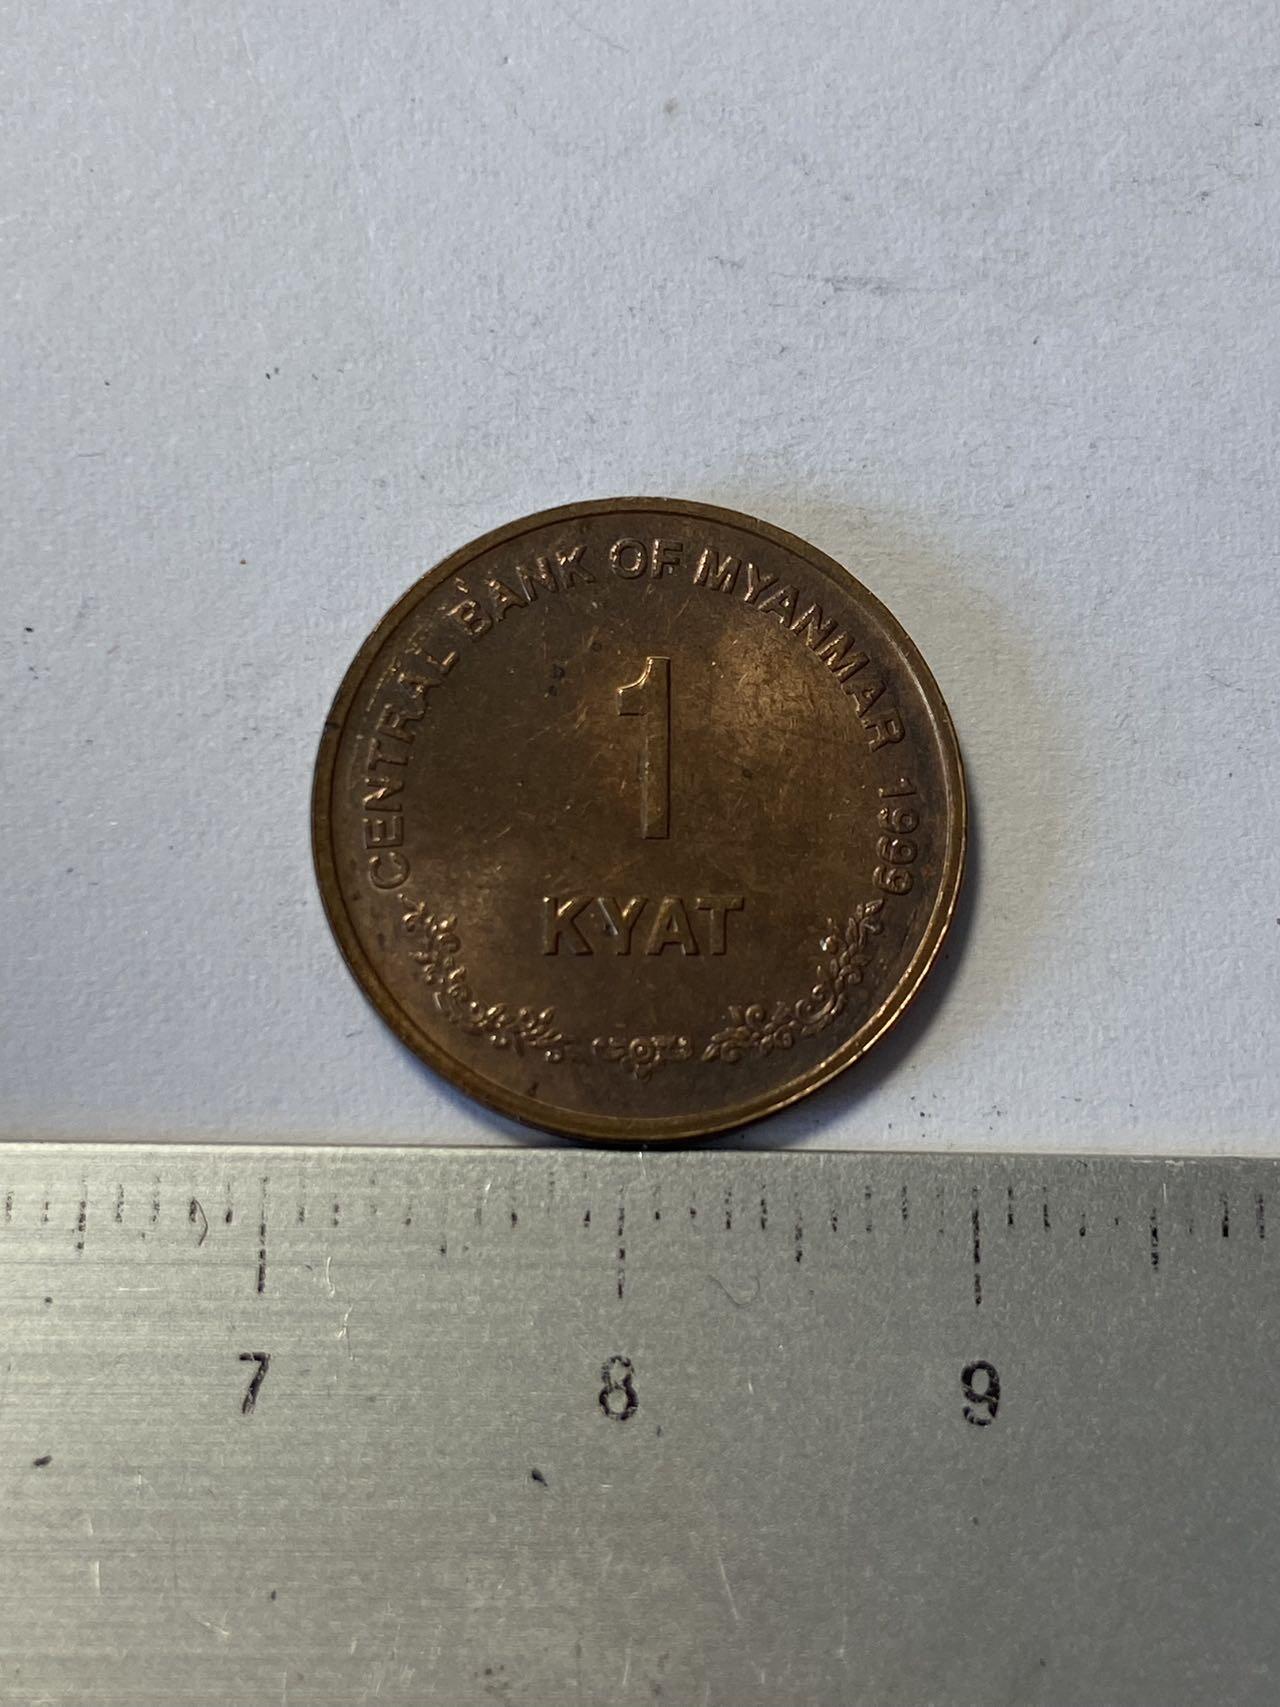 CENTRAL BANK OF MYANMAR 1999
1
KYAT
7 8 9